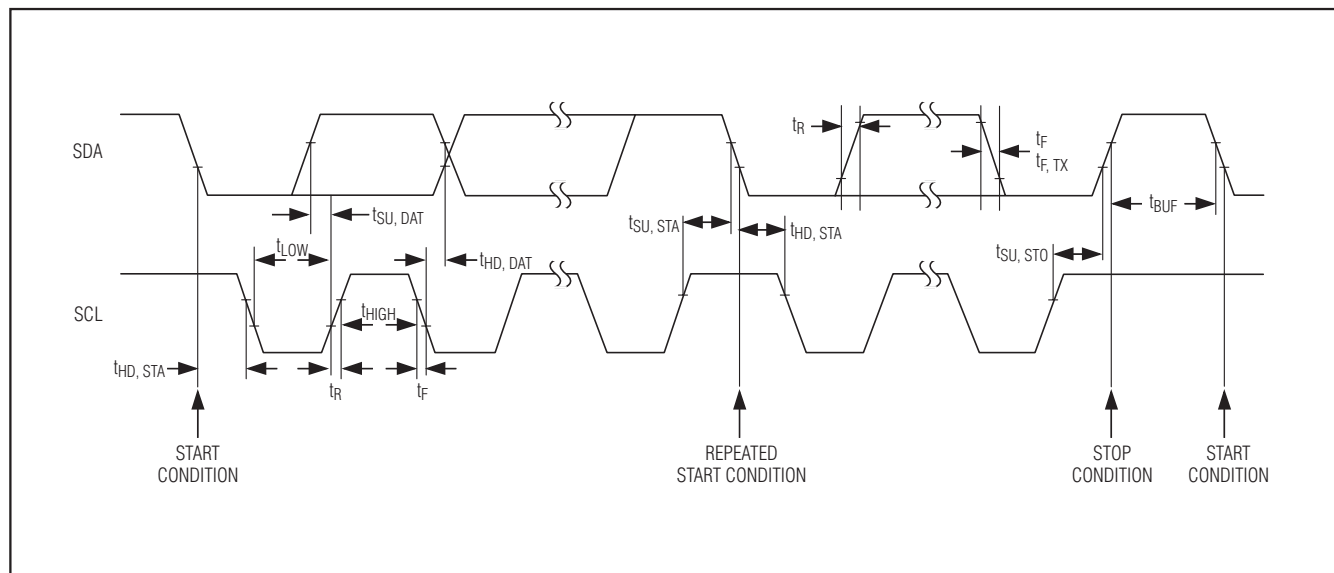 SDA
tR
tF
tF, TX
tSU, DAT
tSU, STA
tHD, STA
tBUF
tLOW
tHD, DAT
tSU, STO
SCL
tHIGH
tHD, STA
tR
tF
START
CONDITION
REPEATED
START CONDITION
STOP
CONDITION
START
CONDITION